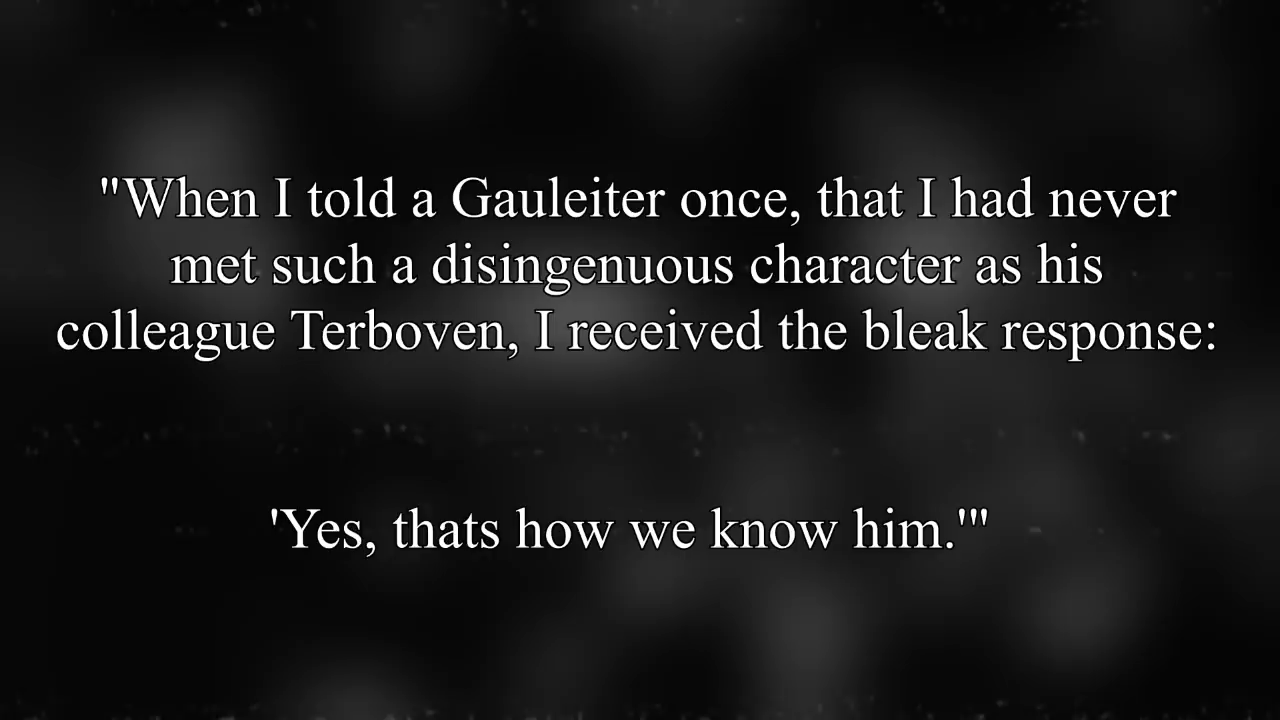 "When I told a Gauleiter once, that I had never
met such a disingenuous character as his
colleague Terboven, I received the bleak response:
'Yes, thats how we know him.'"